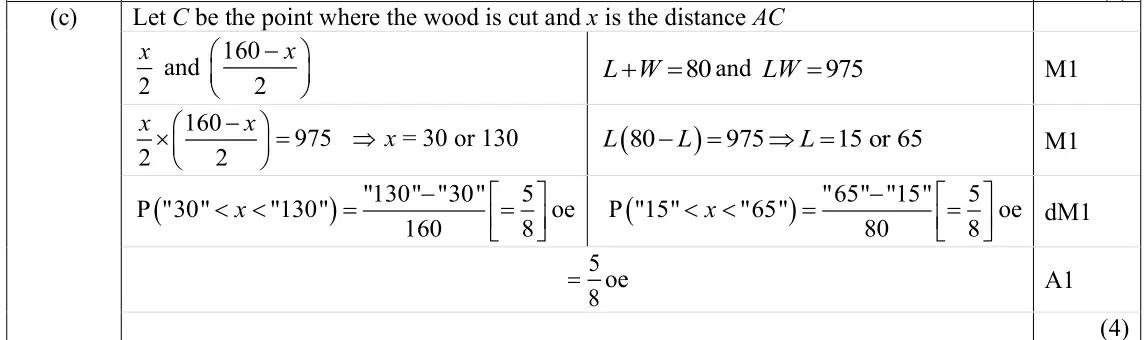 (c) Let C be the point where the wood is cut and x is the distance AC
x/2 and ((160 − x)/2) L + W = 80 and LW = 975 M1
x/2 × ((160 − x)/2) = 975 ⇒ x = 30 or 130 L(80 − L) = 975 ⇒ L = 15 or 65 M1
P("30" < x < "130") = ("130" − "30")/160 [= 5/8] oe P("15" < x < "65") = ("65" − "15")/80 [= 5/8] oe dM1
= 5/8 oe A1
(4)